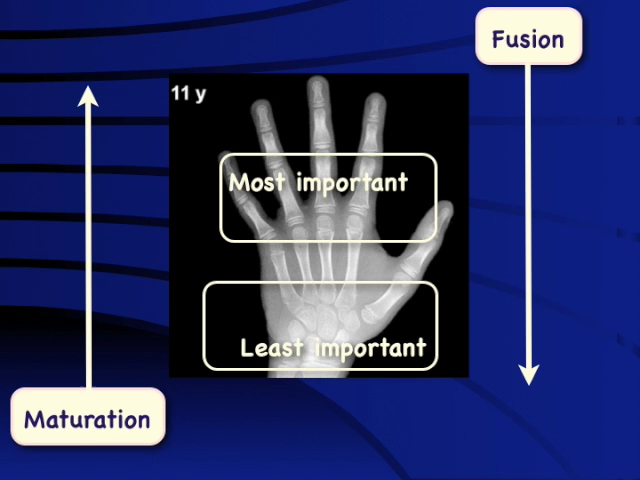 Fusion
11 y
Most important
Least important
Maturation